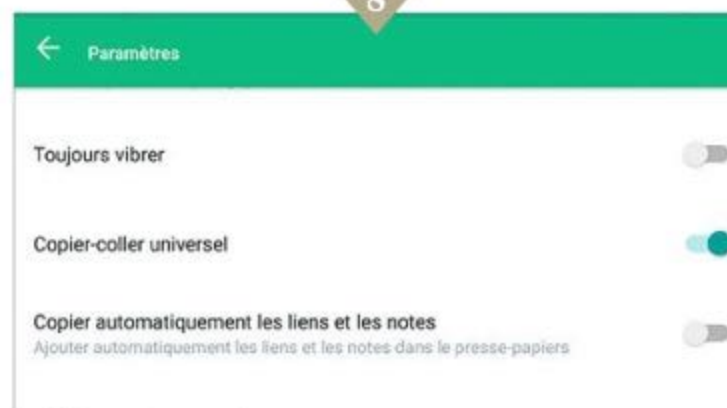 8
Paramètres
Toujours vibrer
Copier-coller universel
Copier automatiquement les liens et les notes
Ajouter automatiquement les liens et les notes dans le presse-papiers